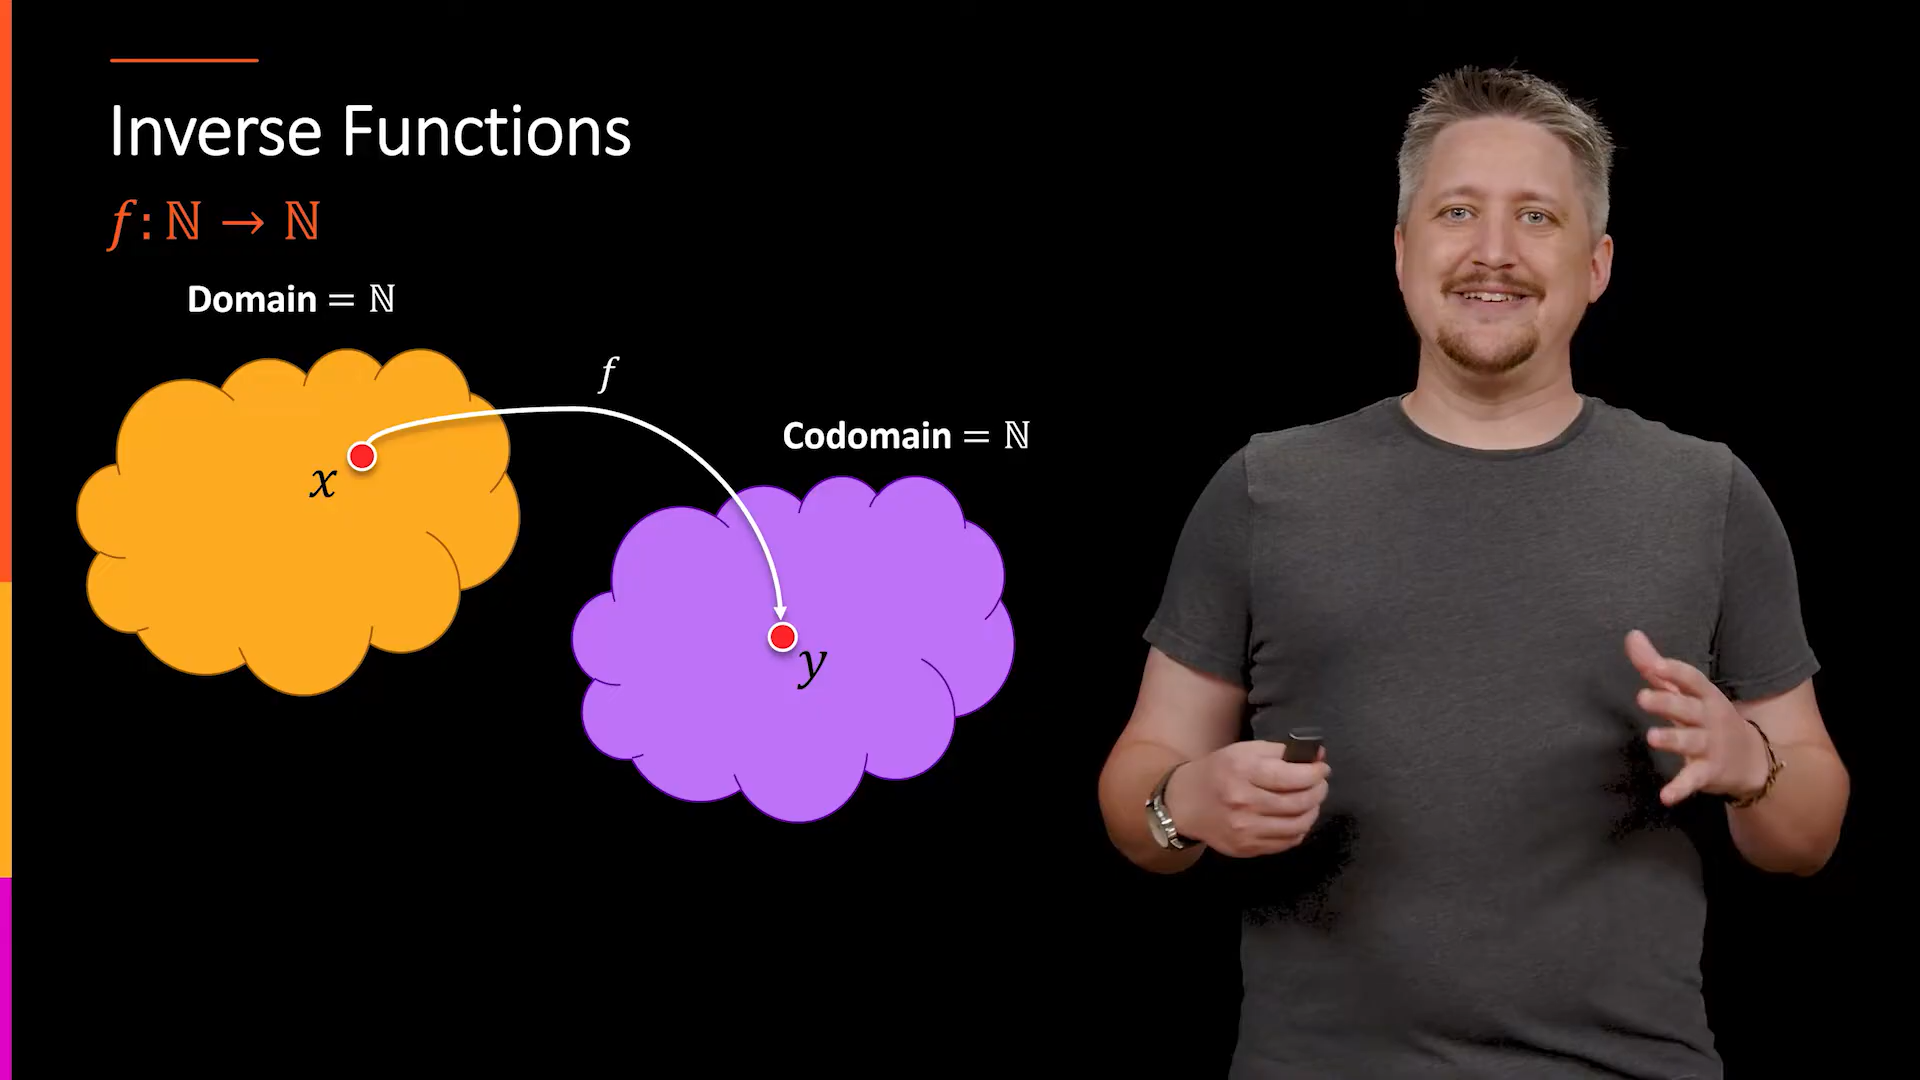 Inverse Functions
f: ℕ → ℕ
Domain = ℕ
f
Codomain = ℕ
x
y